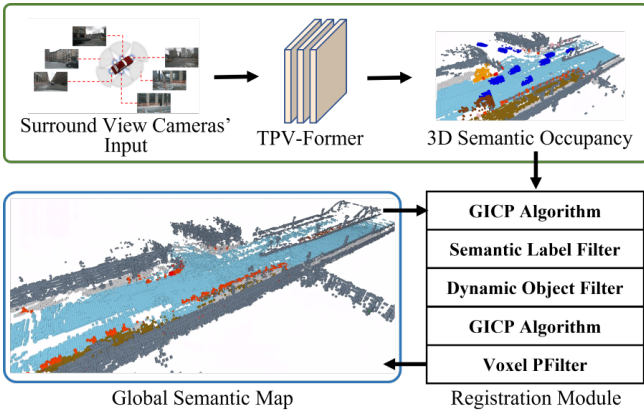 Surround View Cameras'
Input
TPV-Former
3D Semantic Occupancy
GICP Algorithm
Semantic Label Filter
Dynamic Object Filter
GICP Algorithm
Voxel PFilter
Global Semantic Map
Registration Module